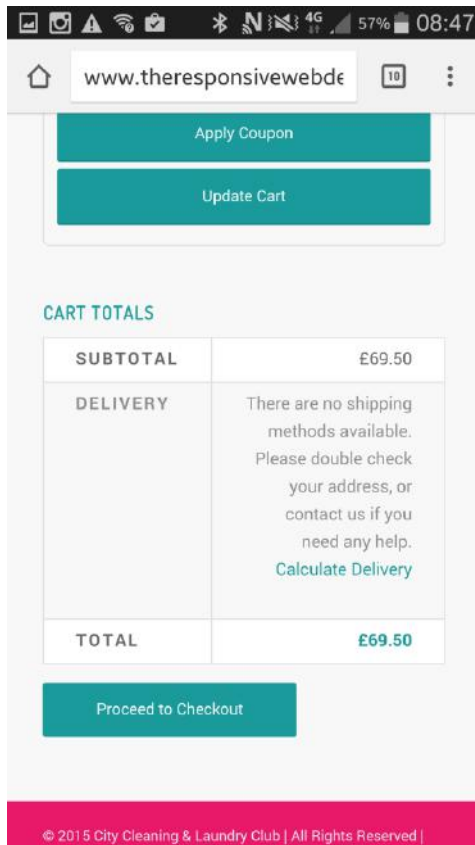 4G 57% 08:47
www.theresponsivewebde 10
Apply Coupon
Update Cart
CART TOTALS
SUBTOTAL £69.50
DELIVERY There are no shipping
methods available.
Please double check
your address, or
contact us if you
need any help.
Calculate Delivery
TOTAL £69.50
Proceed to Checkout
© 2015 City Cleaning & Laundry Club | All Rights Reserved |